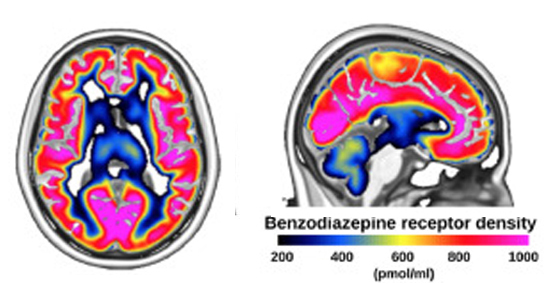 Benzodiazepine receptor density
200 400 600 800 1000
(pmol/ml)